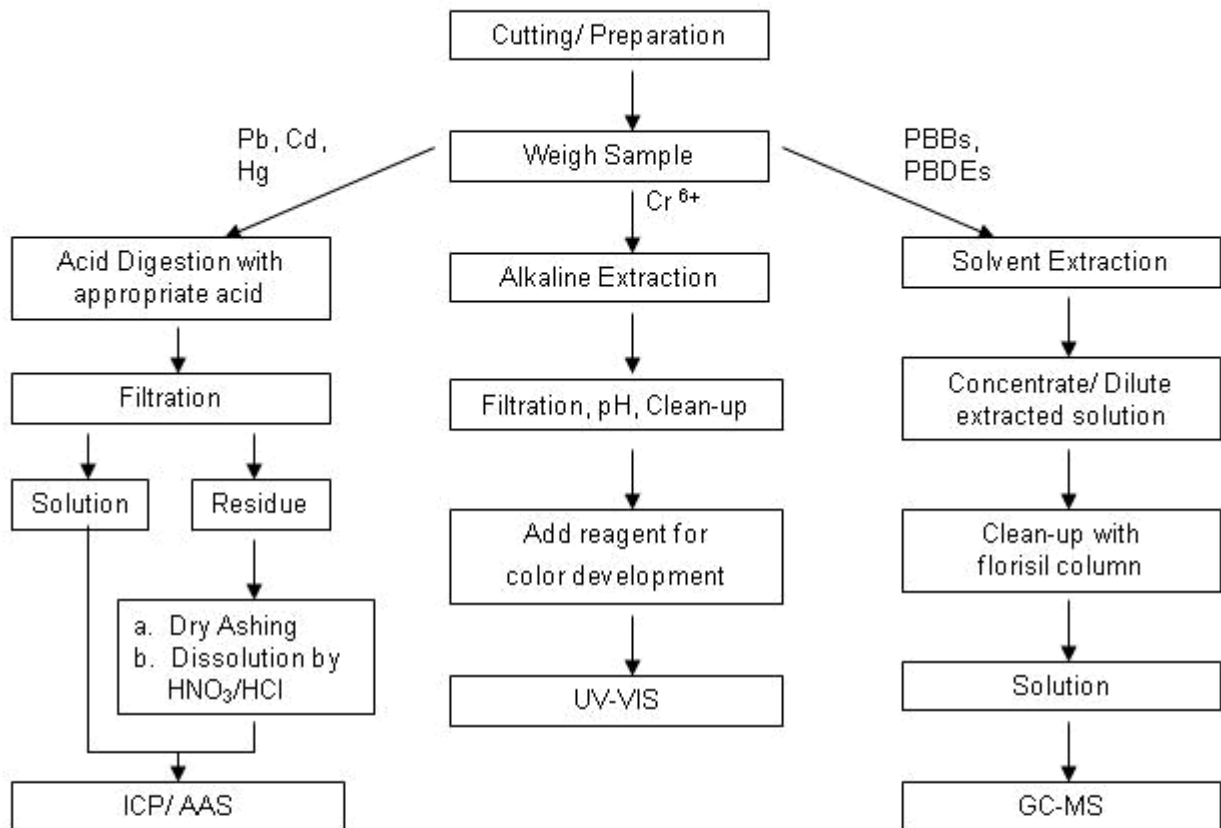 Cutting/ Preparation
Weigh Sample
Pb, Cd,
Hg
Cr 6+
PBBs,
PBDEs
Acid Digestion with
appropriate acid
Filtration
Solution
Residue
a. Dry Ashing
b. Dissolution by
HNO3/HCl
ICP/ AAS
Alkaline Extraction
Filtration, pH, Clean-up
Add reagent for
color development
UV-VIS
Solvent Extraction
Concentrate/ Dilute
extracted solution
Clean-up with
florisil column
Solution
GC-MS